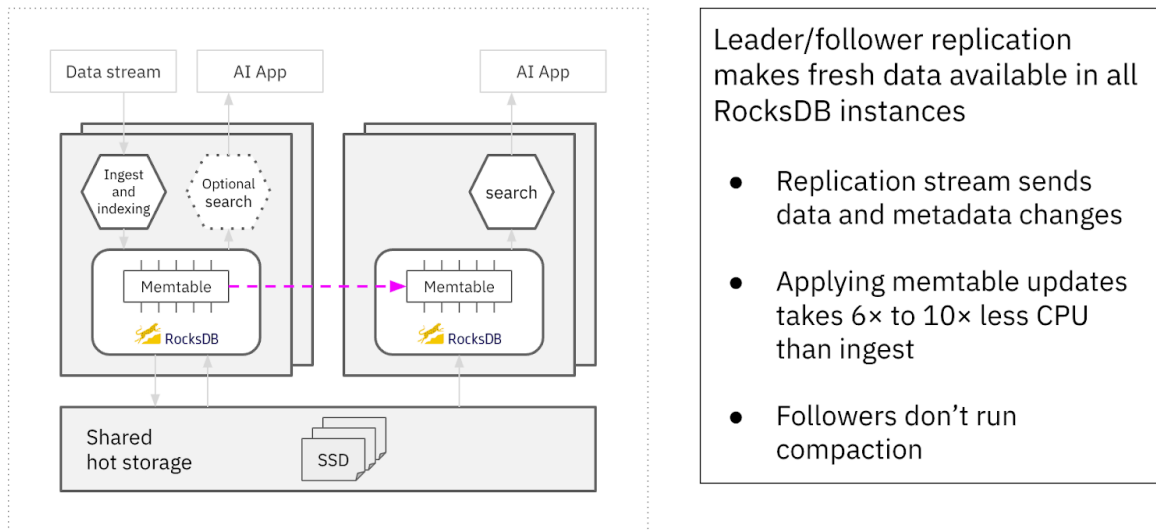 Data stream
AI App
AI App
Ingest
and
indexing
Optional
search
search
Memtable
Memtable
RocksDB
RocksDB
Shared
hot storage
SSD
Leader/follower replication
makes fresh data available in all
RocksDB instances
● Replication stream sends
data and metadata changes
● Applying memtable updates
takes 6× to 10× less CPU
than ingest
● Followers don’t run
compaction